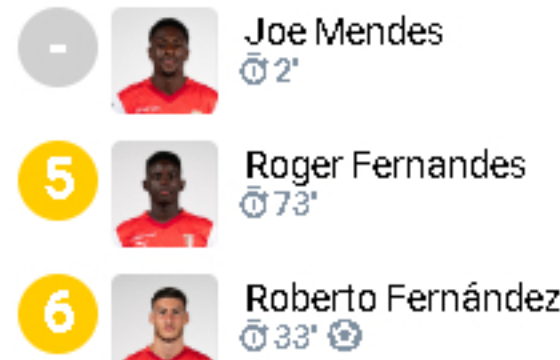 -
Joe Mendes
2'
5
Roger Fernandes
73'
6
Roberto Fernández
33'